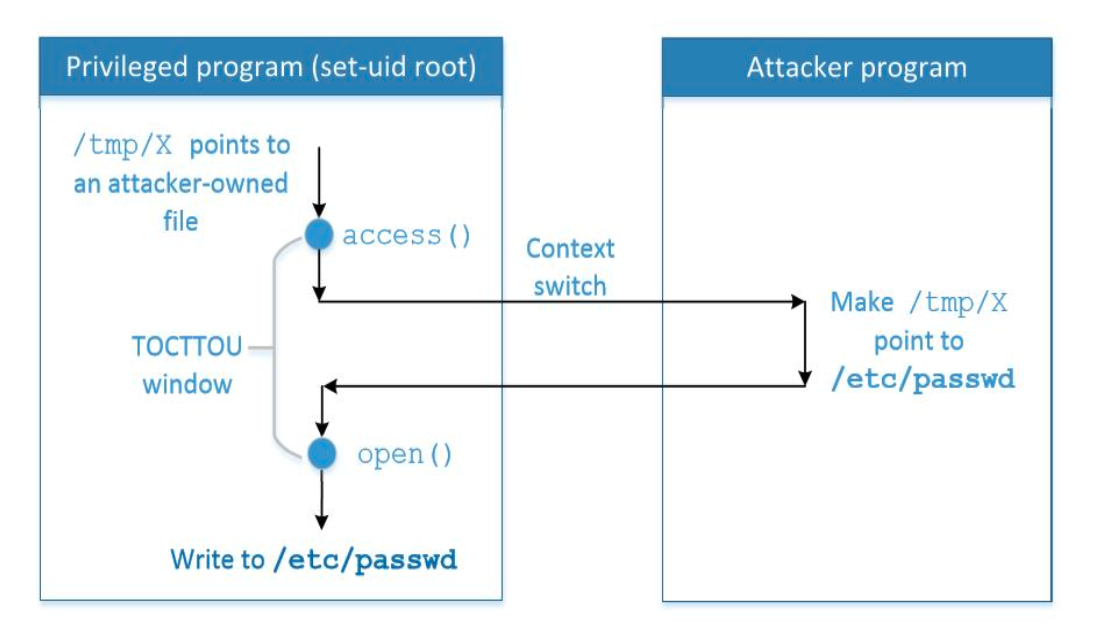 Privileged program (set-uid root)
Attacker program
/tmp/X points to
an attacker-owned
file
access()
Context
switch
Make /tmp/X
point to
/etc/passwd
TOCTTOU
window
open()
Write to /etc/passwd